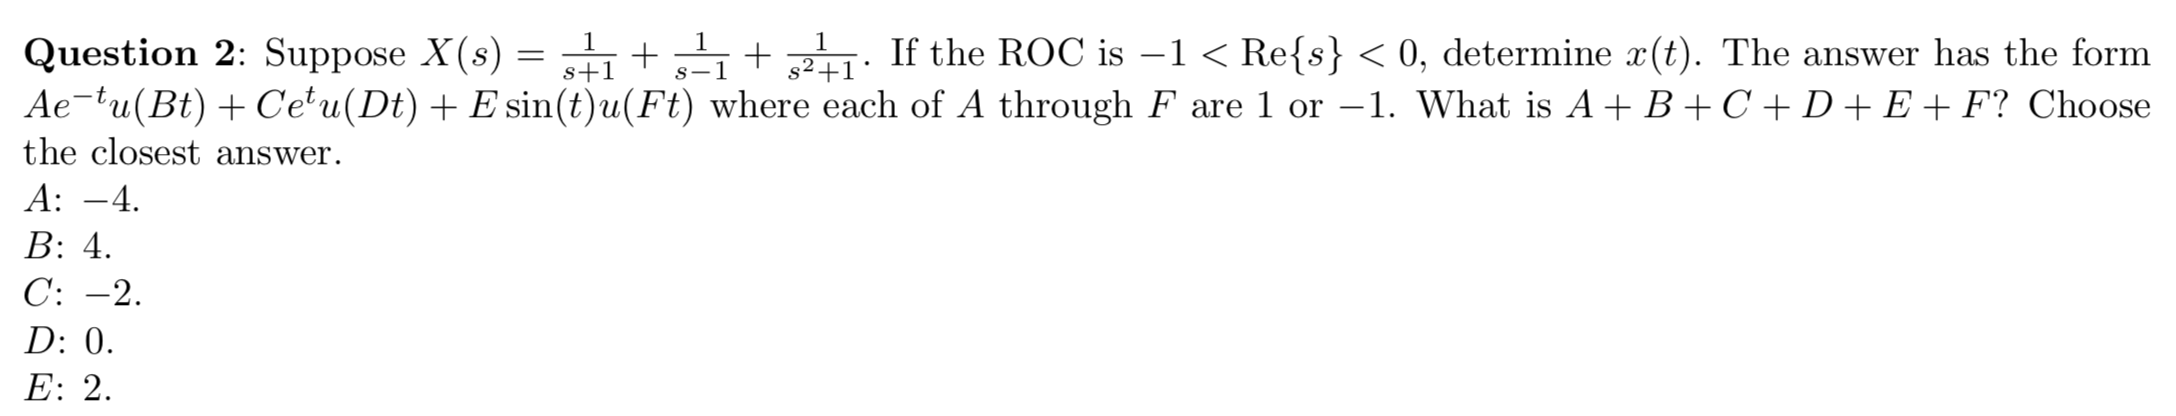 Question 2: Suppose $X(s) = \frac{1}{s+1} + \frac{1}{s-1} + \frac{1}{s^2+1}$. If the ROC is $-1 < \text{Re}\{s\} < 0$, determine $x(t)$. The answer has the form
$Ae^{-t}u(Bt) + Ce^{t}u(Dt) + E\sin(t)u(Ft)$ where each of $A$ through $F$ are 1 or $-1$. What is $A + B + C + D + E + F$? Choose
the closest answer.
A: −4.
B: 4.
C: −2.
D: 0.
E: 2.